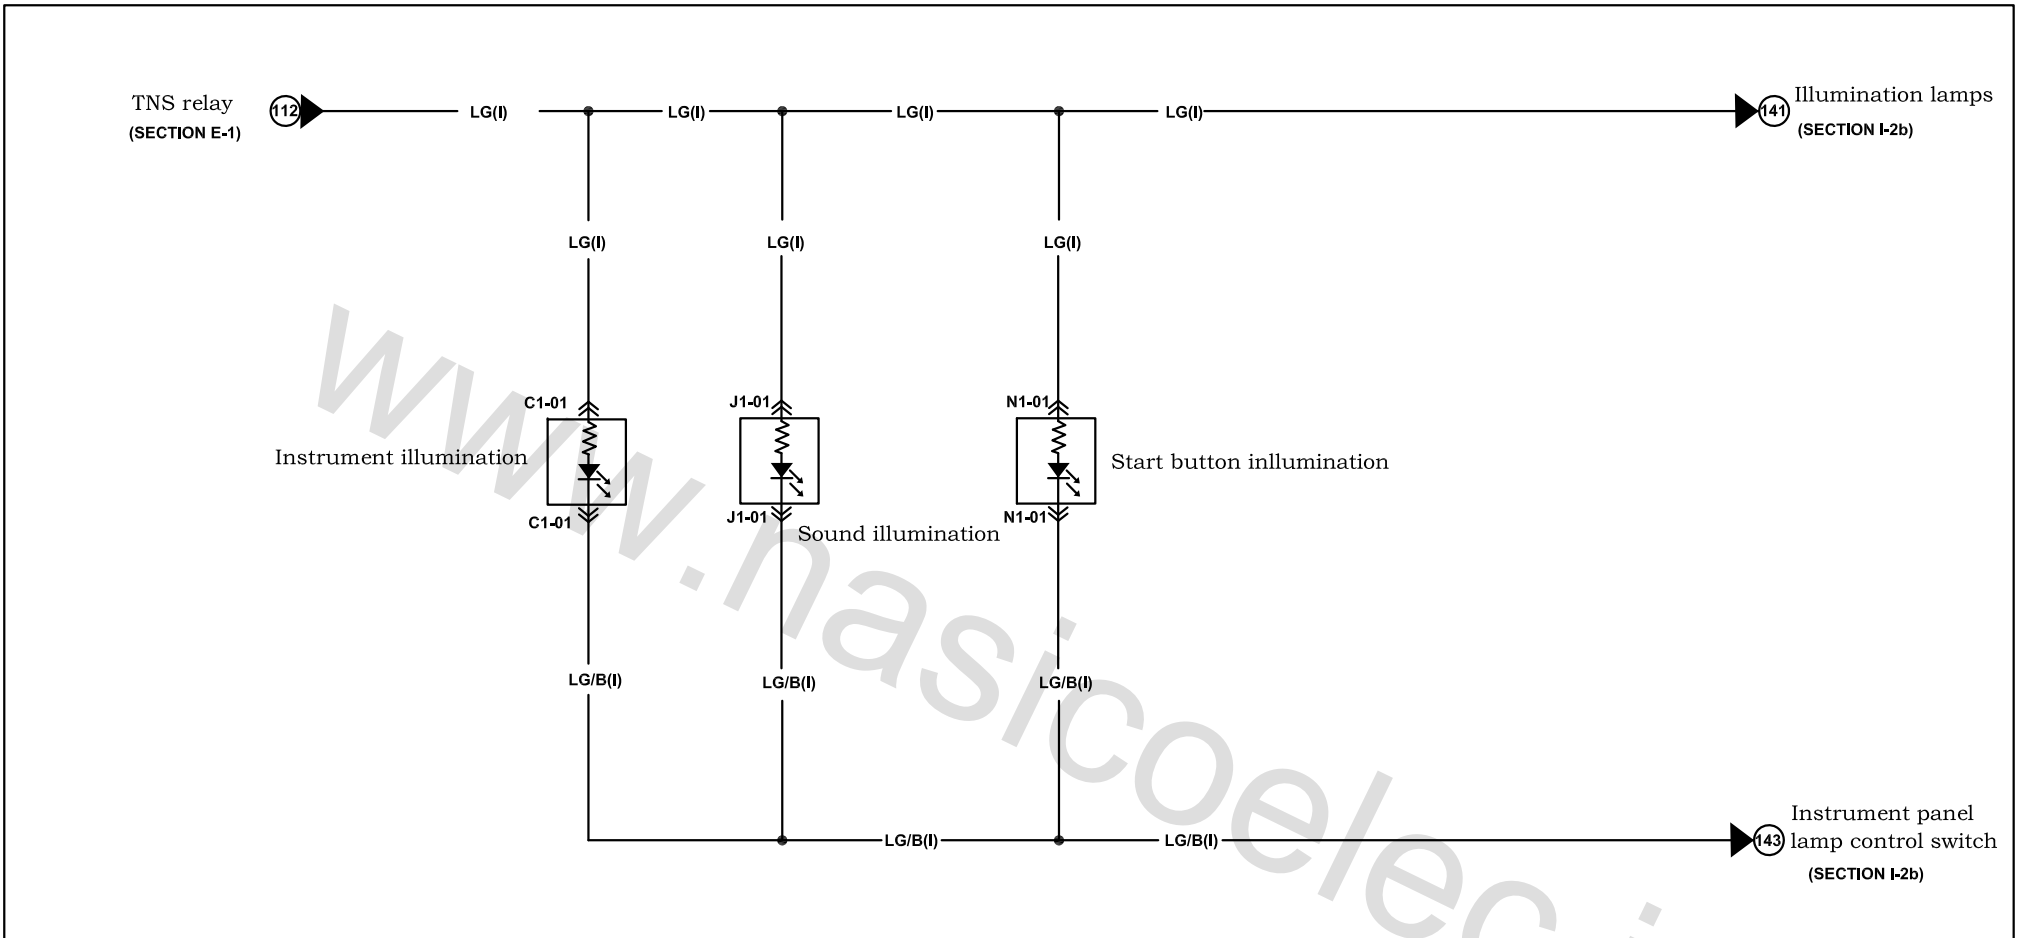 TNS relay
(SECTION E-1)
112
LG(I)
LG(I)
LG(I)
LG(I)
141
Illumination lamps
(SECTION I-2b)
LG(I)
LG(I)
LG(I)
C1-01
J1-01
N1-01
Instrument illumination
Start button inllumination
C1-01
J1-01
N1-01
Sound illumination
LG/B(I)
LG/B(I)
LG/B(I)
LG/B(I)
LG/B(I)
143
Instrument panel
lamp control switch
(SECTION I-2b)
www.nasicoelec.i